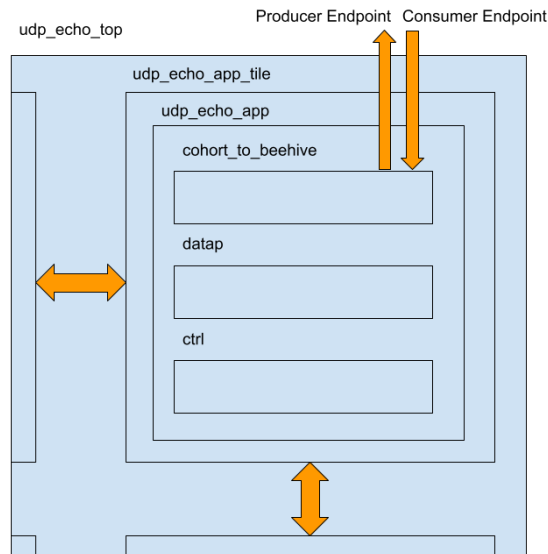 Producer Endpoint Consumer Endpoint
udp_echo_top
udp_echo_app_tile
udp_echo_app
cohort_to_beehive
datap
ctrl